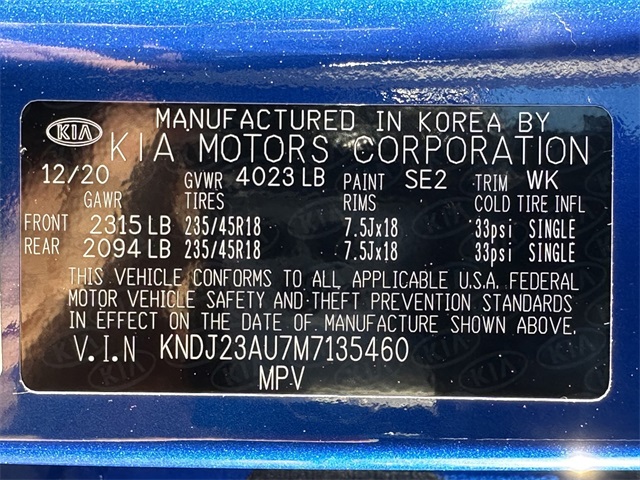 MANUFACTURED IN KOREA BY
KIA KIA MOTORS CORPORATION
12/20 GVWR 4023 LB PAINT SE2 TRIM WK
GAWR TIRES RIMS COLD TIRE INFL
FRONT 2315 LB 235/45R18 7.5Jx18 33psi SINGLE
REAR 2094 LB 235/45R18 7.5Jx18 33psi SINGLE
THIS VEHICLE CONFORMS TO ALL APPLICABLE U.S.A. FEDERAL
MOTOR VEHICLE SAFETY AND THEFT PREVENTION STANDARDS
IN EFFECT ON THE DATE OF MANUFACTURE SHOWN ABOVE.
V.I.N KNDJ23AU7M7135460
MPV